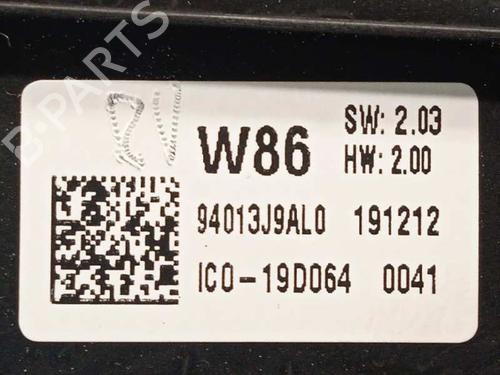 B-PARTS
W86
SW: 2.03
HW: 2.00
94013J9AL0 191212
ICO-19D064 0041